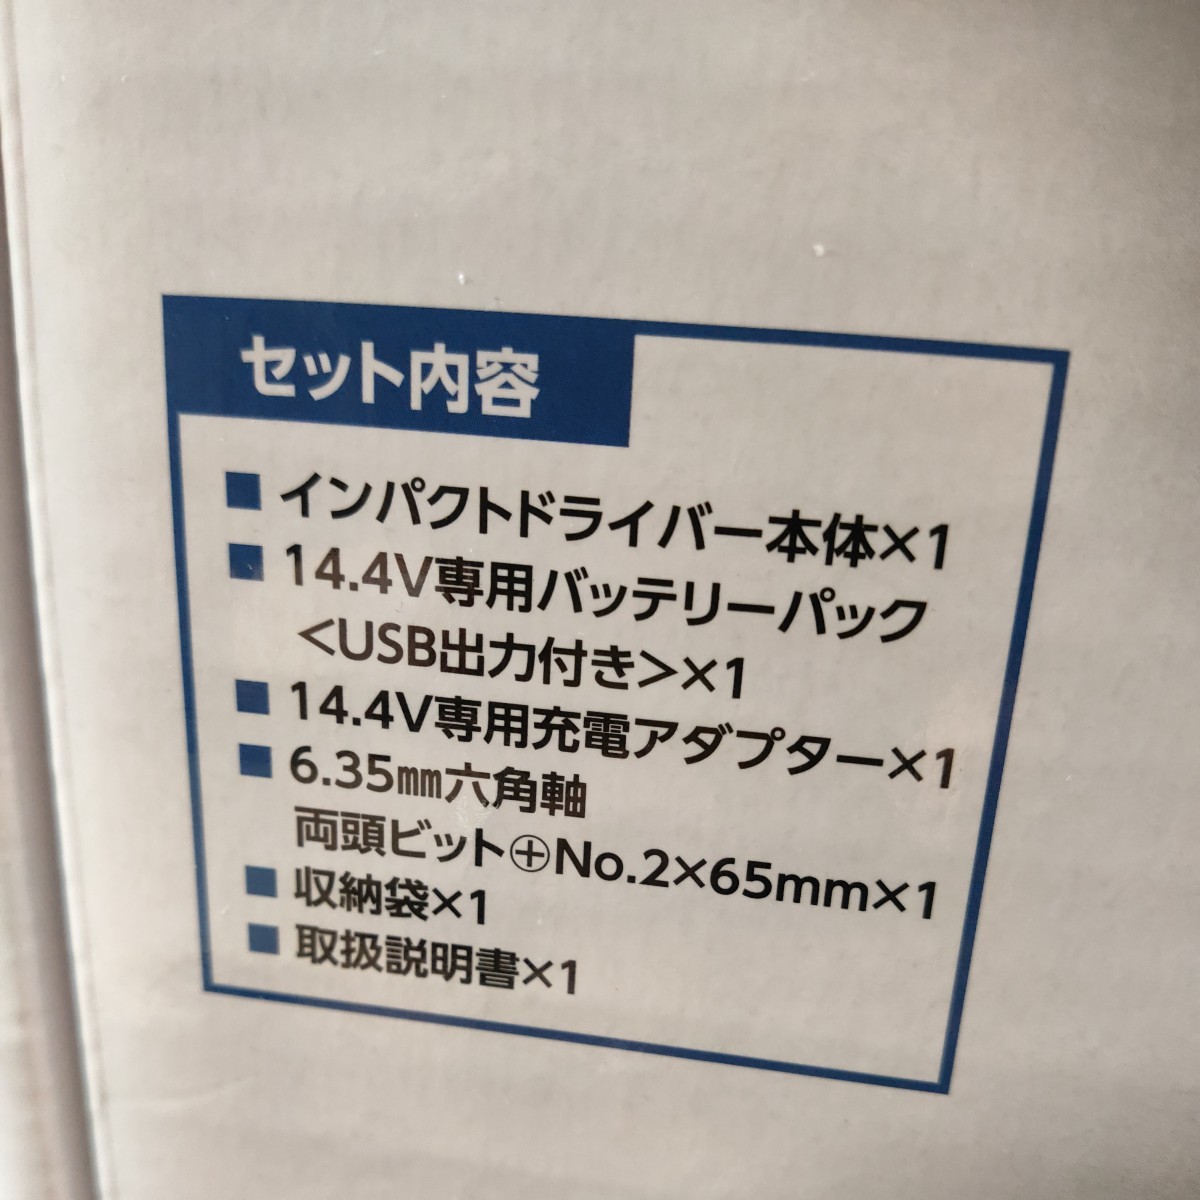 セット内容
■ インパクトドライバー本体×1
■ 14.4V専用バッテリーパック
<USB出力付き>×1
■ 14.4V専用充電アダプター×1
■ 6.35㎜六角軸
両頭ビット⊕No.2×65mm×1
■ 収納袋×1
■ 取扱説明書×1